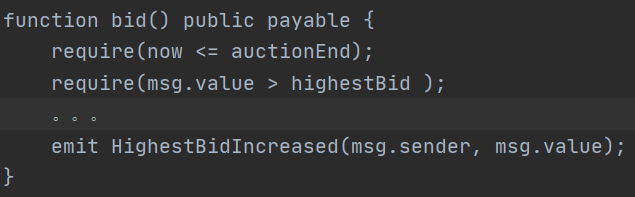 function bid() public payable {
    require(now <= auctionEnd);
    require(msg.value > highestBid );
    。。。
    emit HighestBidIncreased(msg.sender, msg.value);
}